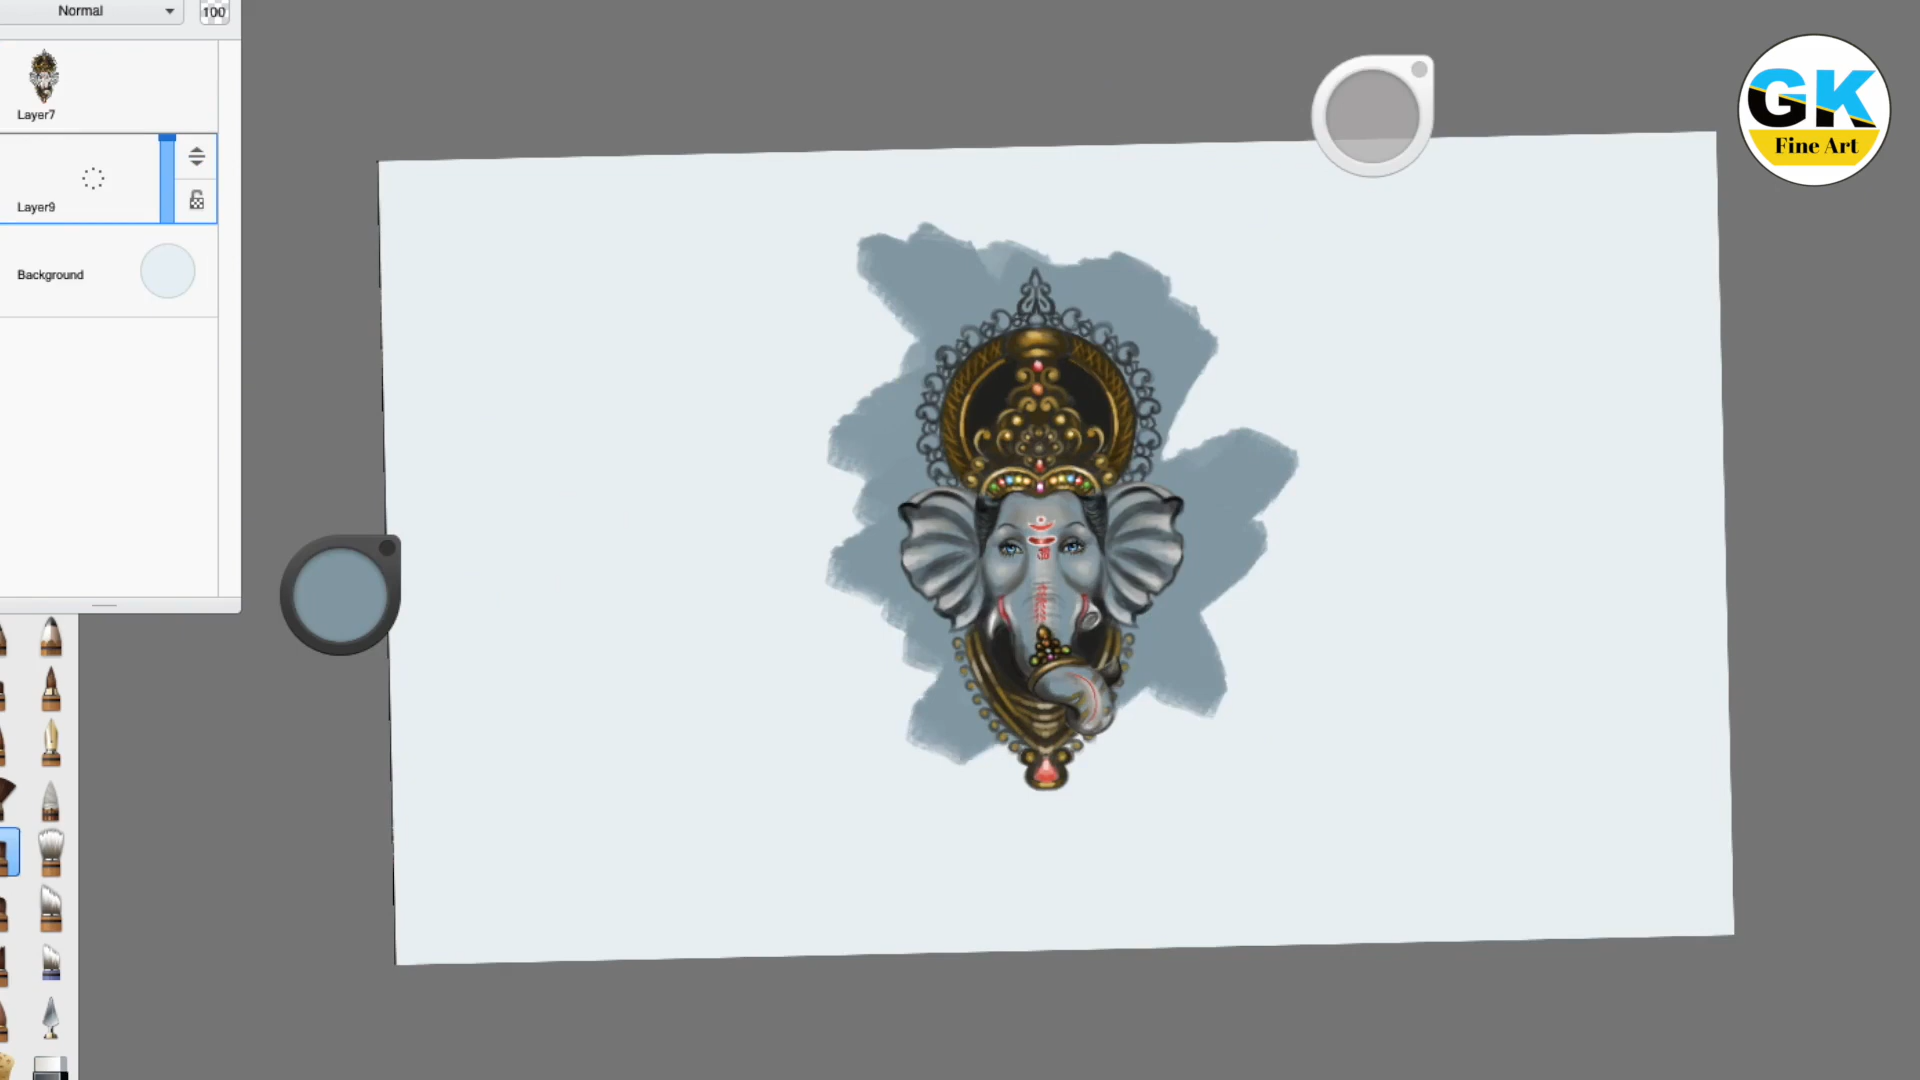 Normal
100
Layer7
Layer9
Background
GK
Fine Art
ॐ